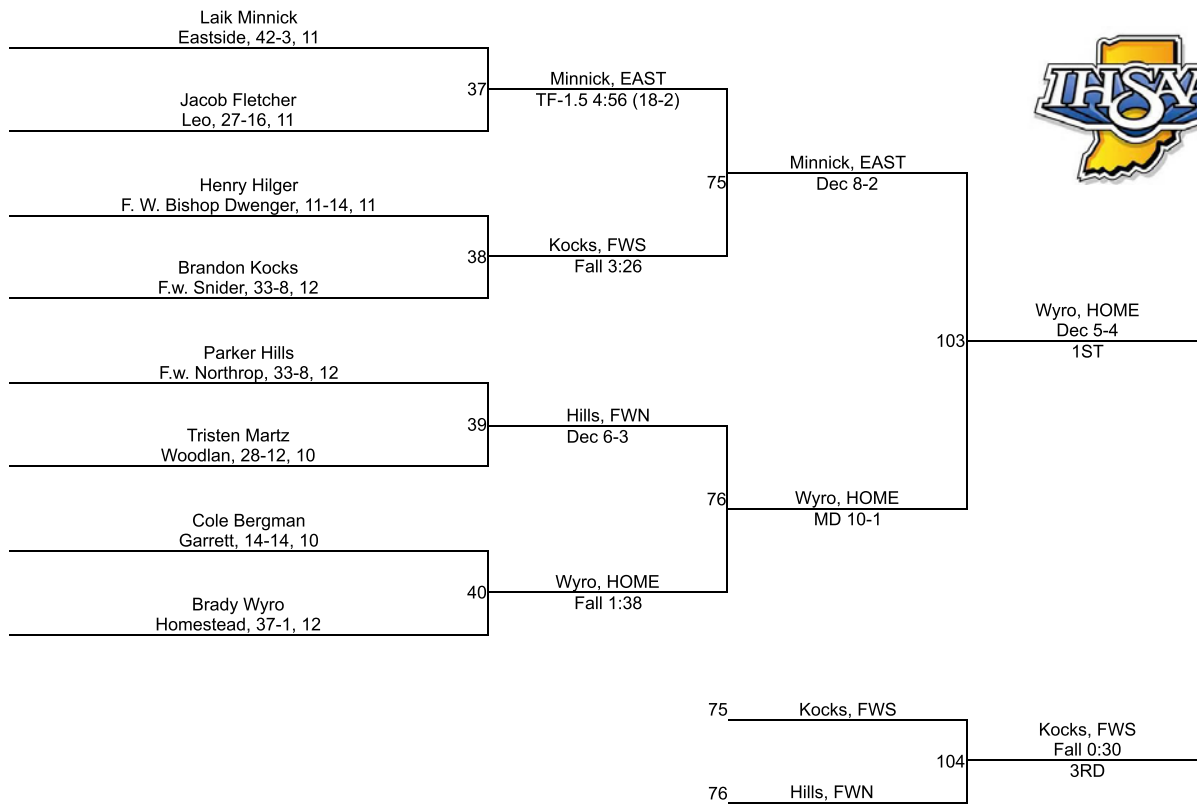 Laik Minnick
Eastside, 42-3, 11
Jacob Fletcher
Leo, 27-16, 11
Henry Hilger
F. W. Bishop Dwenger, 11-14, 11
Brandon Kocks
F.w. Snider, 33-8, 12
Parker Hills
F.w. Northrop, 33-8, 12
Tristen Martz
Woodlan, 28-12, 10
Cole Bergman
Garrett, 14-14, 10
Brady Wyro
Homestead, 37-1, 12
37
Minnick, EAST
TF-1.5 4:56 (18-2)
38
Kocks, FWS
Fall 3:26
39
Hills, FWN
Dec 6-3
40
Wyro, HOME
Fall 1:38
75
Minnick, EAST
Dec 8-2
76
Wyro, HOME
MD 10-1
103
Wyro, HOME
Dec 5-4
1ST
75
Kocks, FWS
76
Hills, FWN
104
Kocks, FWS
Fall 0:30
3RD
IHSAA